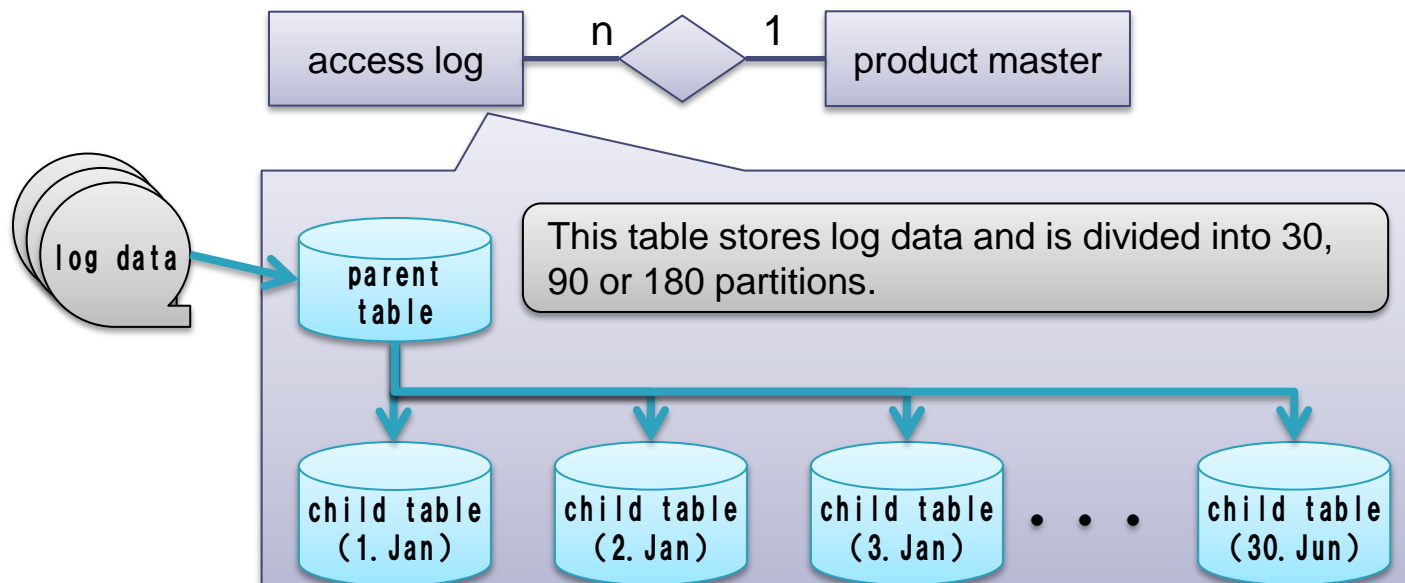 access log
n
1
product master
log data
parent
table
This table stores log data and is divided into 30,
90 or 180 partitions.
child table
(1. Jan)
child table
(2. Jan)
child table
(3. Jan)
・・・
child table
(30. Jun)